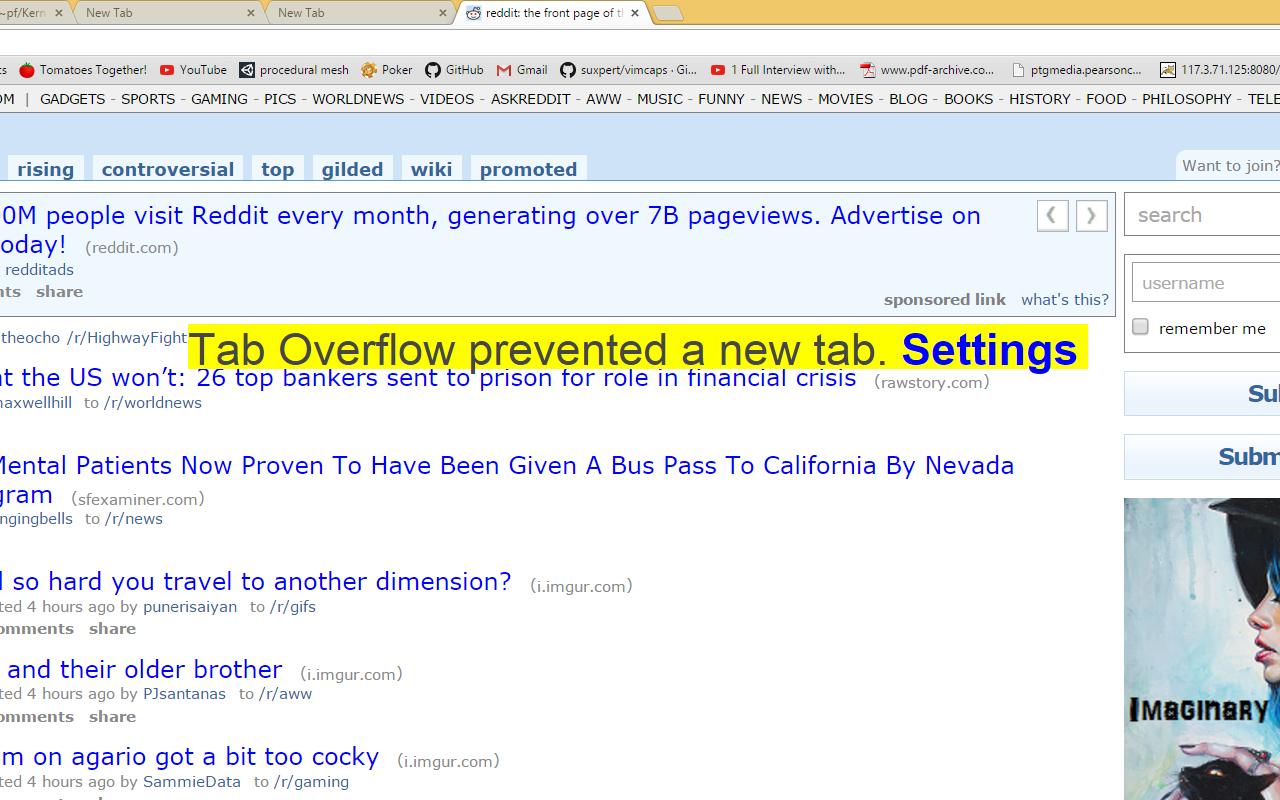 ~pf/Kern New Tab New Tab reddit: the front page of t
ts Tomatoes Together! YouTube procedural mesh Poker GitHub Gmail suxpert/vimcaps · Gi... 1 Full Interview with... www.pdf-archive.co... ptgmedia.pearsonc... 117.3.71.125:8080/
OM | GADGETS - SPORTS - GAMING - PICS - WORLDNEWS - VIDEOS - ASKREDDIT - AWW - MUSIC - FUNNY - NEWS - MOVIES - BLOG - BOOKS - HISTORY - FOOD - PHILOSOPHY - TELE
rising controversial top gilded wiki promoted
Want to join?
0M people visit Reddit every month, generating over 7B pageviews. Advertise on
oday! (reddit.com)
redditads
nts share
sponsored link what's this?
search
username
remember me
theocho /r/HighwayFight
Tab Overflow prevented a new tab. Settings
at the US won't: 26 top bankers sent to prison for role in financial crisis (rawstory.com)
maxwellhill to /r/worldnews
Su
Mental Patients Now Proven To Have Been Given A Bus Pass To California By Nevada
gram (sfexaminer.com)
ngingbells to /r/news
Subm
l so hard you travel to another dimension? (i.imgur.com)
ted 4 hours ago by punerisaiyan to /r/gifs
omments share
and their older brother (i.imgur.com)
ted 4 hours ago by PJsantanas to /r/aww
omments share
Imaginary
m on agario got a bit too cocky (i.imgur.com)
ted 4 hours ago by SammieData to /r/gaming